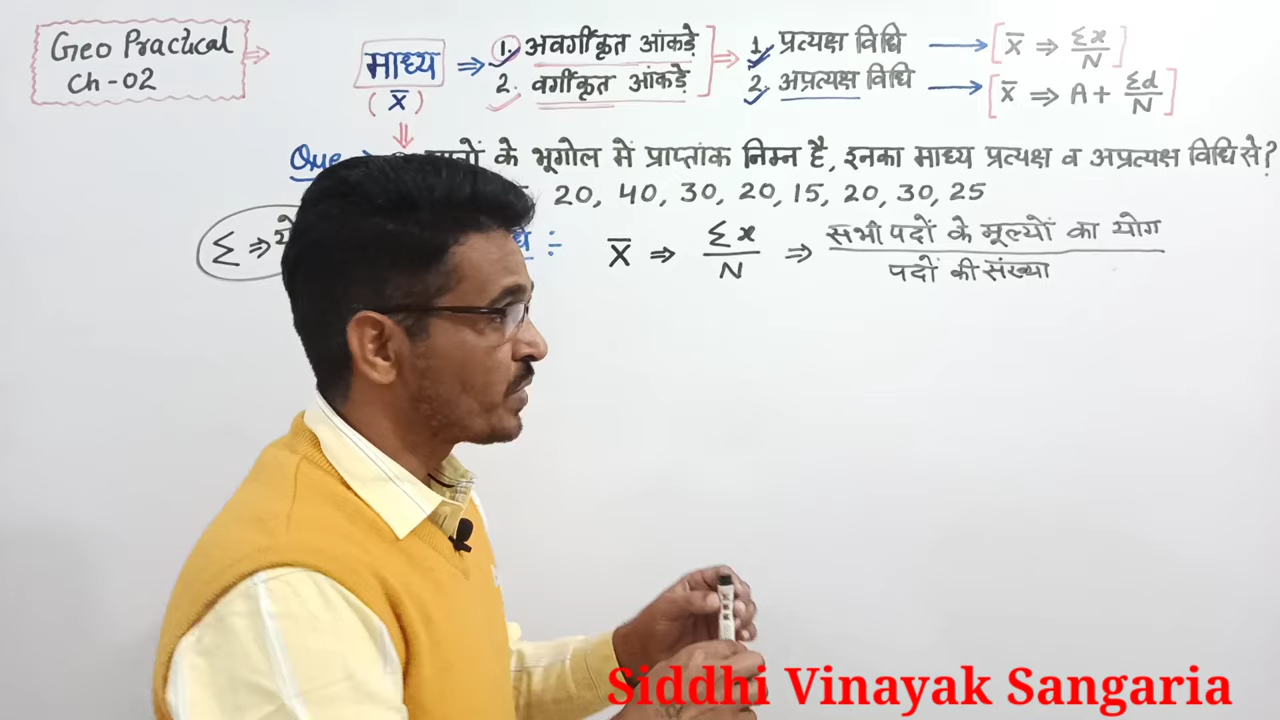 Geo Practical
Ch-02
माध्य ⇒
( x̄ )
1. अवर्गीकृत आंकड़े
2. वर्गीकृत आंकड़े
1. प्रत्यक्ष विधि → [ x̄ ⇒ Σx/N ]
2. अप्रत्यक्ष विधि → [ x̄ ⇒ A + Σd/N ]
Que के भूगोल में प्राप्तांक निम्न है, इनका माध्य प्रत्यक्ष व अप्रत्यक्ष विधि से?
20, 40, 30, 20, 15, 20, 30, 25
Σ ⇒ ÷ X̄ ⇒ Σx/N ⇒ सभी पदों के मूल्यों का योग / पदों की संख्या
Siddhi Vinayak Sangaria